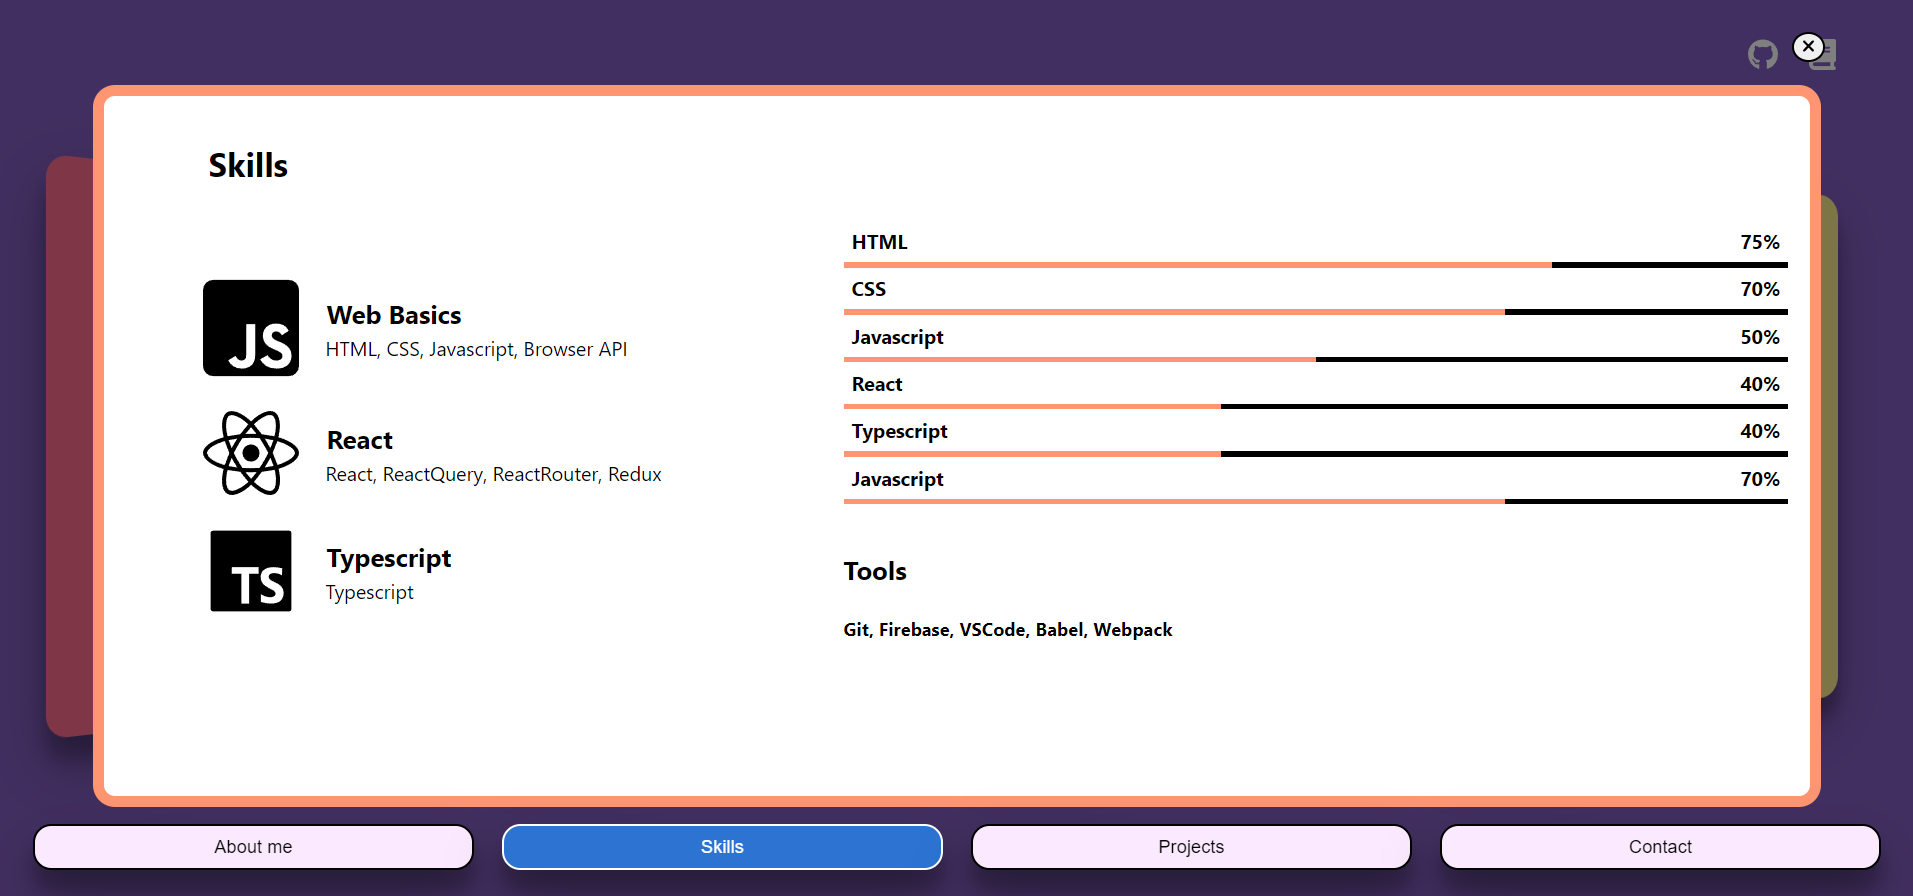 Skills
JS
Web Basics
HTML, CSS, Javascript, Browser API
React
React, ReactQuery, ReactRouter, Redux
TS
Typescript
Typescript
HTML 75%
CSS 70%
Javascript 50%
React 40%
Typescript 40%
Javascript 70%
Tools
Git, Firebase, VSCode, Babel, Webpack
About me
Skills
Projects
Contact